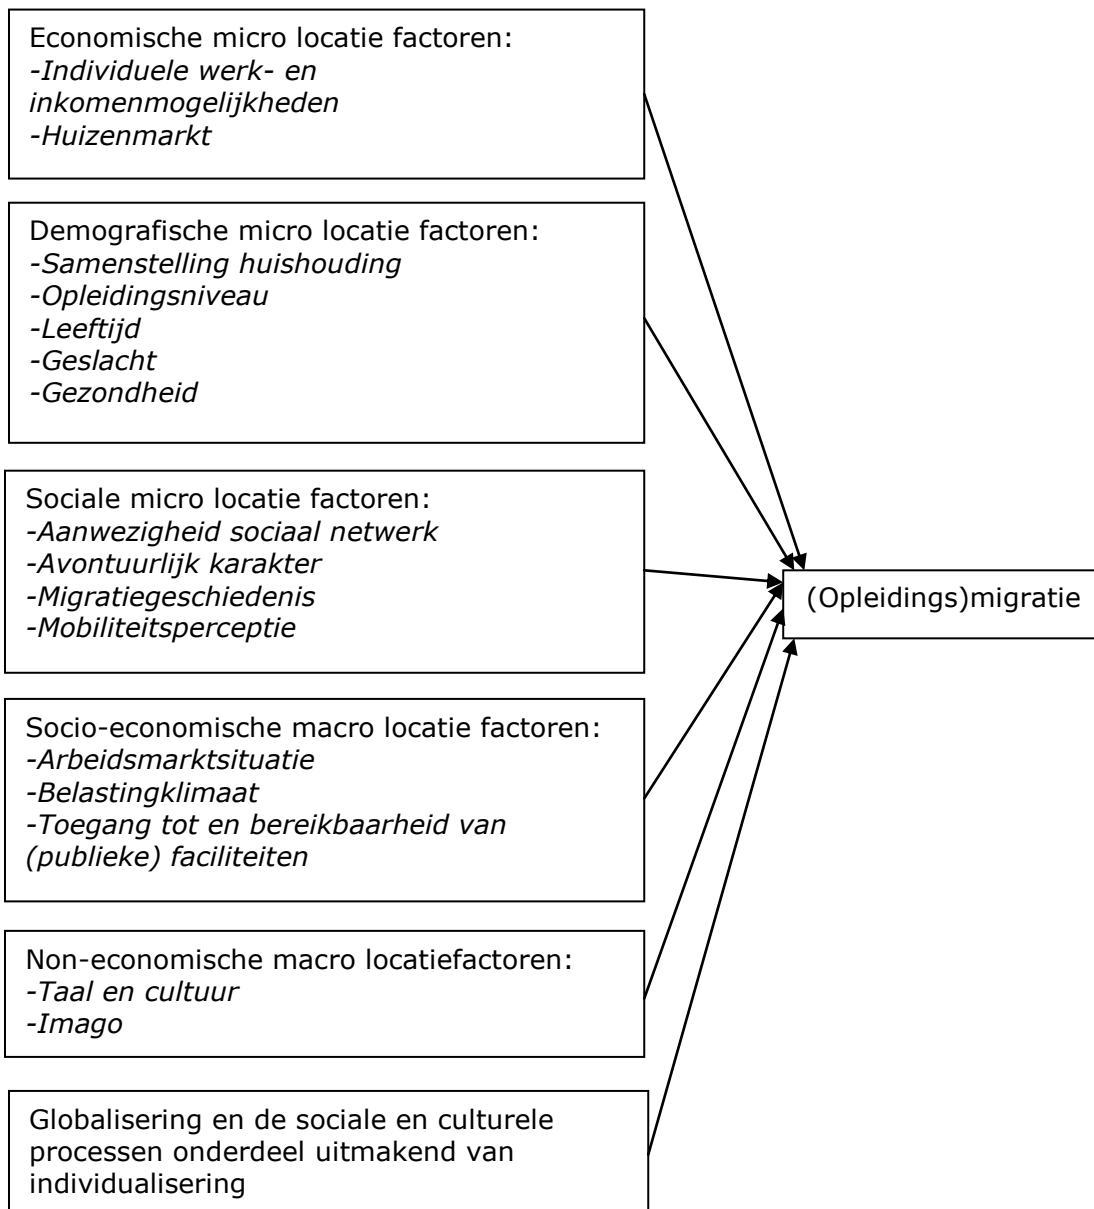 Economische micro locatie factoren:
-Individuele werk- en
inkomenmogelijkheden
-Huizenmarkt
Demografische micro locatie factoren:
-Samenstelling huishouding
-Opleidingsniveau
-Leeftijd
-Geslacht
-Gezondheid
Sociale micro locatie factoren:
-Aanwezigheid sociaal netwerk
-Avontuurlijk karakter
-Migratiegeschiedenis
-Mobiliteitsperceptie
(Opleidings)migratie
Socio-economische macro locatie factoren:
-Arbeidsmarktsituatie
-Belastingklimaat
-Toegang tot en bereikbaarheid van
(publieke) faciliteiten
Non-economische macro locatiefactoren:
-Taal en cultuur
-Imago
Globalisering en de sociale en culturele
processen onderdeel uitmakend van
individualisering